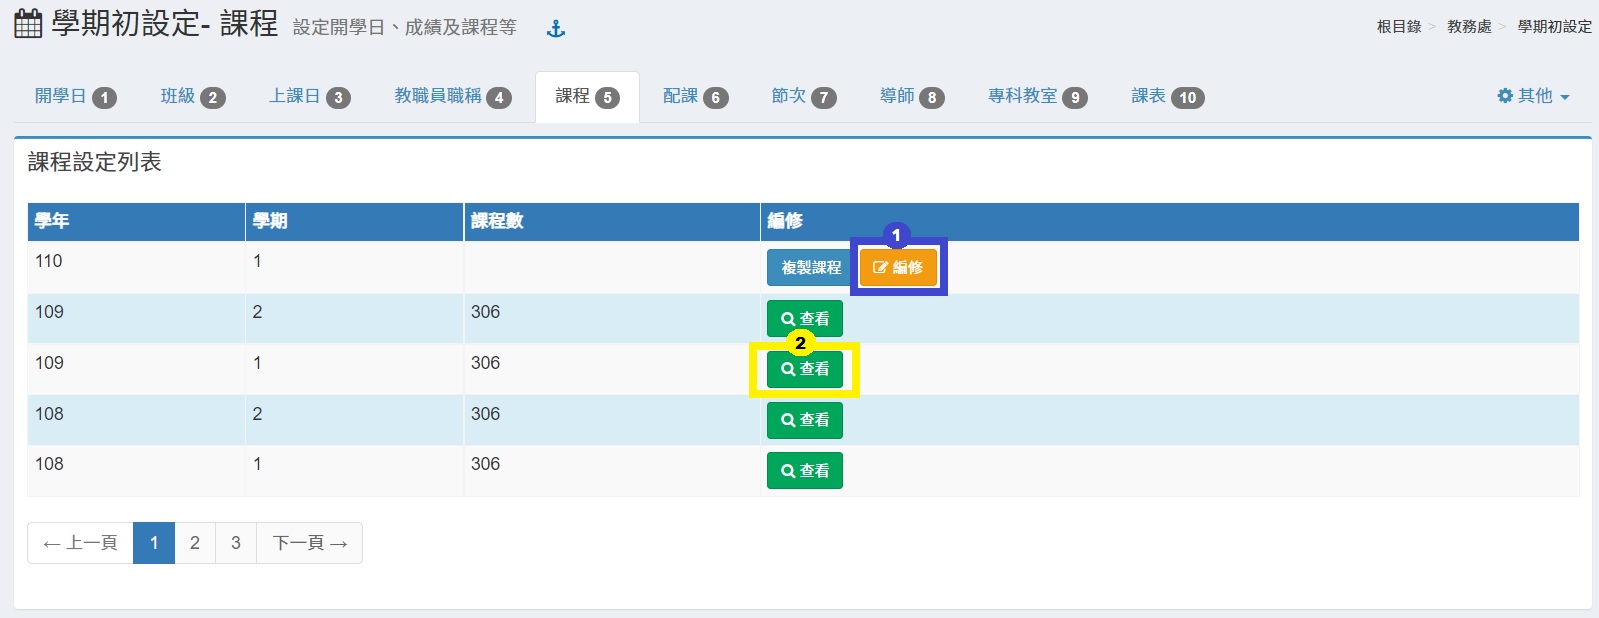 學期初設定- 課程 設定開學日、成績及課程等
根目錄 > 教務處 > 學期初設定
開學日 1 班級 2 上課日 3 教職員職稱 4 課程 5 配課 6 節次 7 導師 8 專科教室 9 課表 10 其他
課程設定列表
學年 學期 課程數 編修
1
110 1 複製課程 編修
109 2 306 查看
2
109 1 306 查看
108 2 306 查看
108 1 306 查看
← 上一頁 1 2 3 下一頁 →